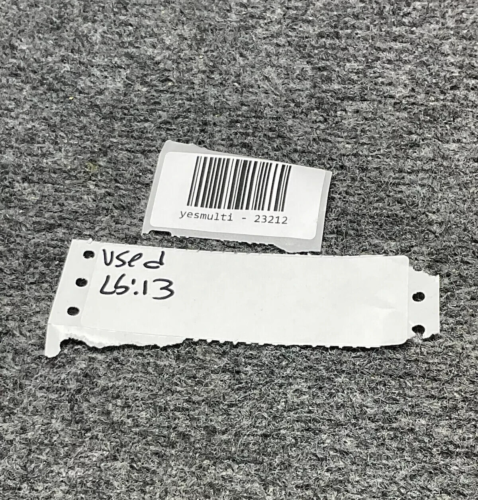 yesmulti - 23212
Used
L6:13